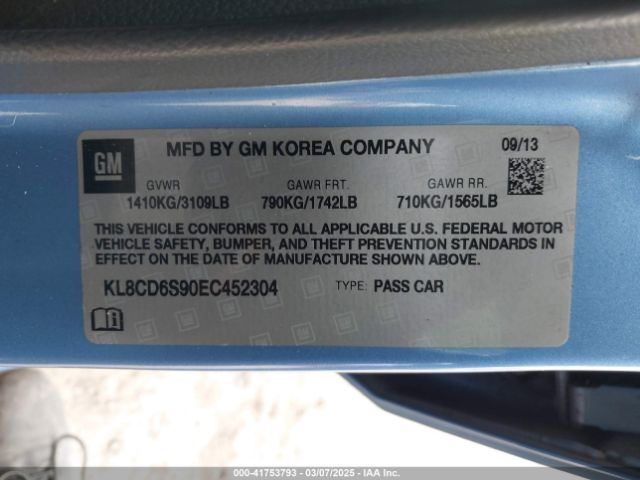 GM
MFD BY GM KOREA COMPANY 09/13
GVWR GAWR FRT. GAWR RR.
1410KG/3109LB 790KG/1742LB 710KG/1565LB
THIS VEHICLE CONFORMS TO ALL APPLICABLE U.S. FEDERAL MOTOR
VEHICLE SAFETY, BUMPER, AND THEFT PREVENTION STANDARDS
IN EFFECT ON THE DATE OF MANUFACTURE SHOWN ABOVE.
KL8CD6S90EC452304 TYPE: PASS CAR
000-41753793 - 03/07/2025 - IAA Inc.